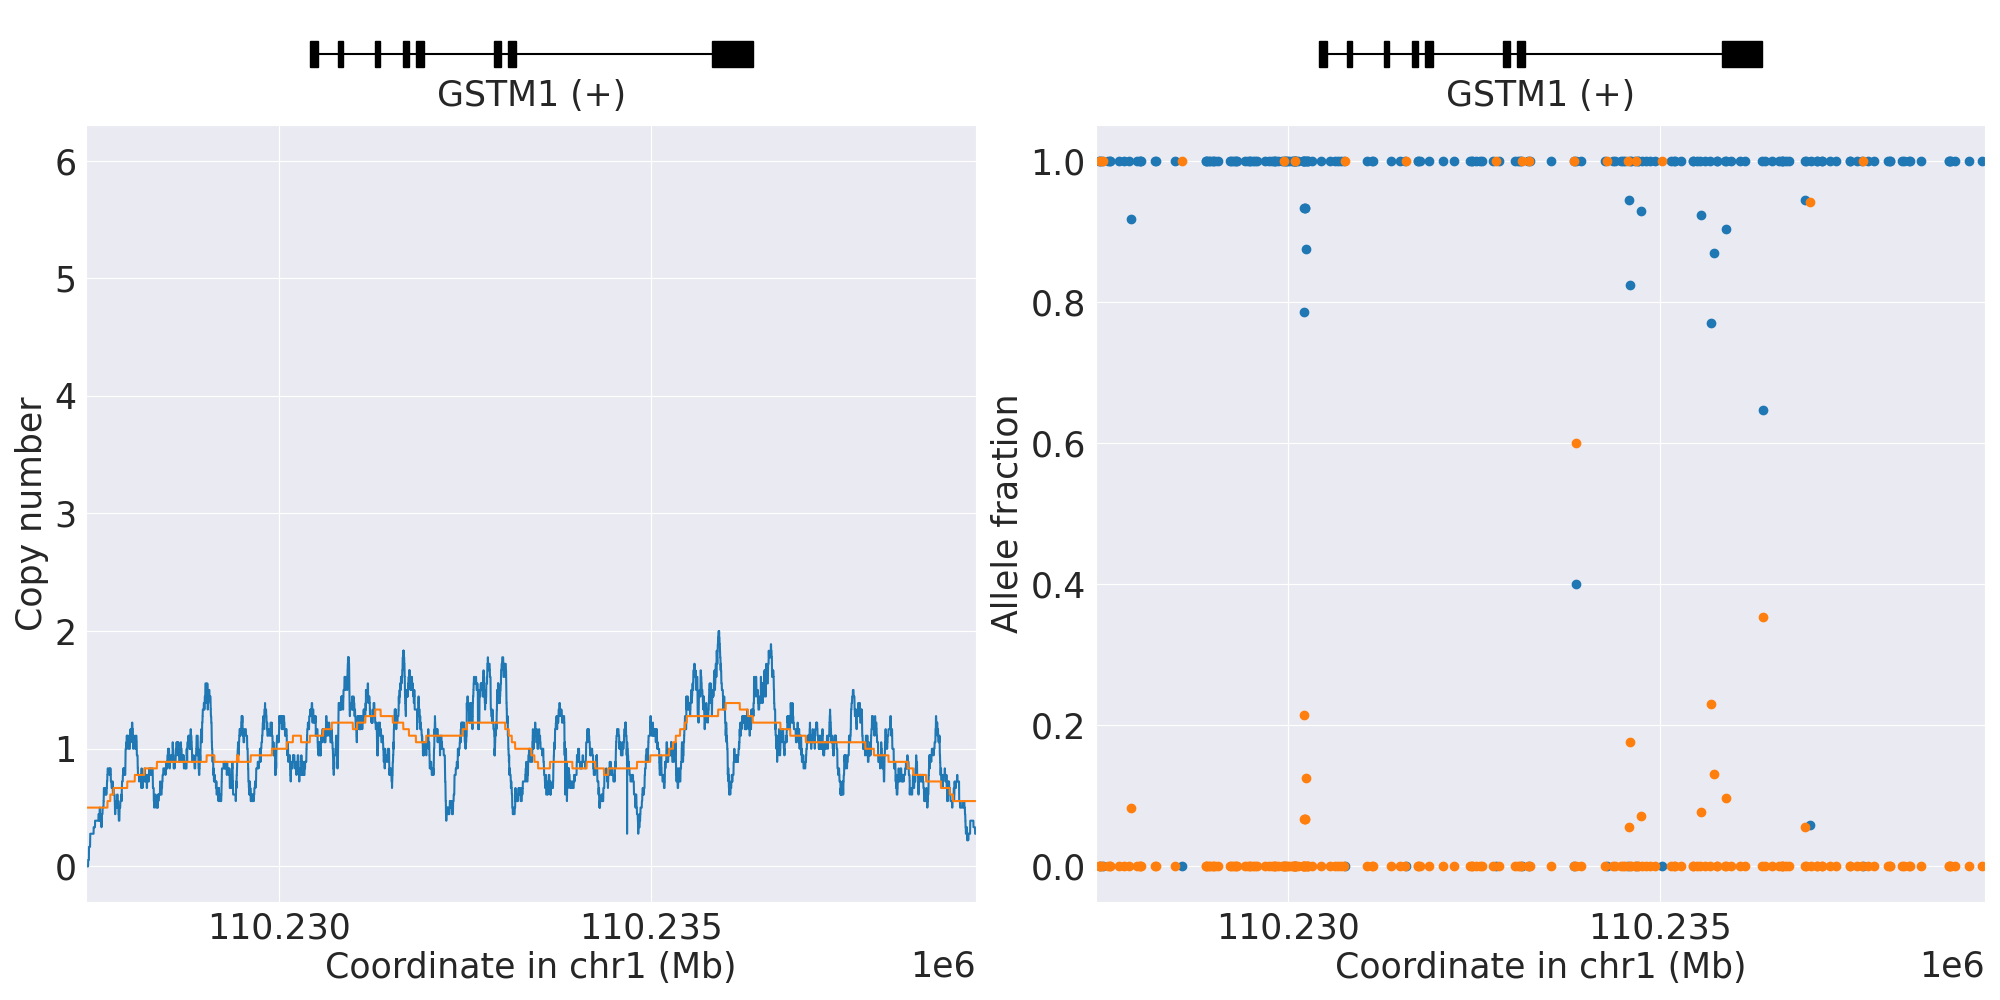 GSTM1 (+)
6
5
4
3
2
1
0
Copy number
110.230
110.235
Coordinate in chr1 (Mb)
1e6
GSTM1 (+)
1.0
0.8
0.6
0.4
0.2
0.0
Allele fraction
110.230
110.235
Coordinate in chr1 (Mb)
1e6